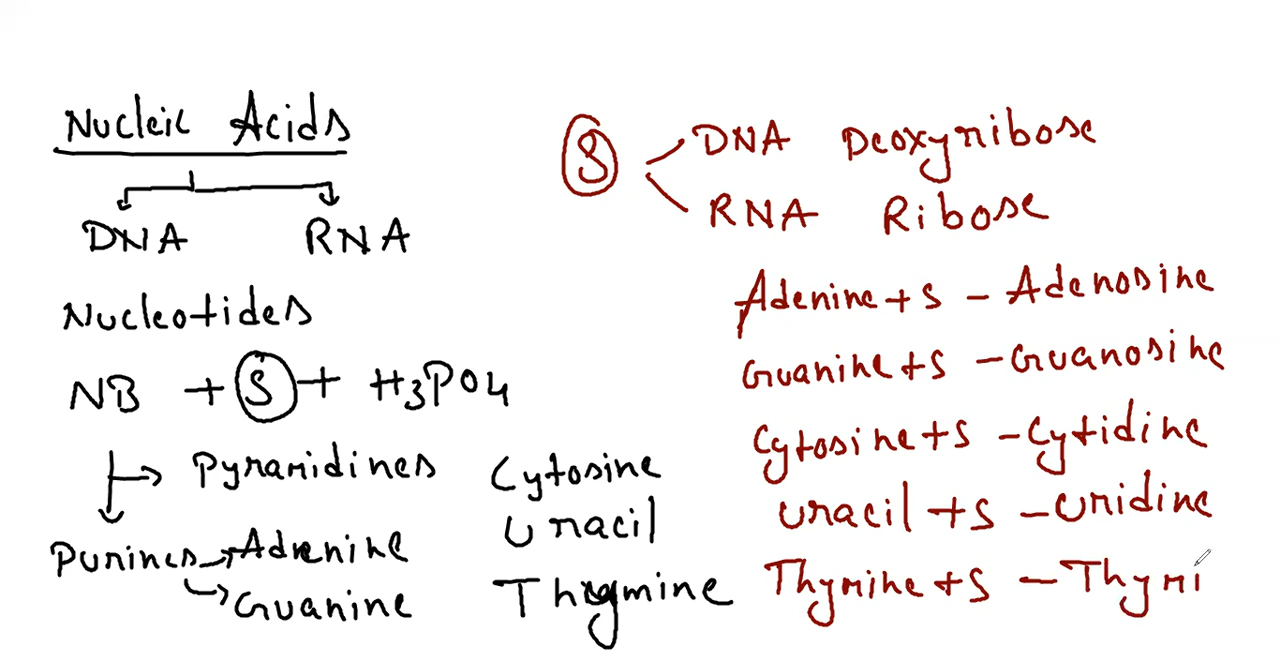 Nucleic Acids
DNA RNA
Nucleotides
NB + S + H3PO4
Pyramidines Cytosine
Uracil
Thymine
Purines Adenine
Guanine
S DNA Deoxyribose
RNA Ribose
Adenine + S - Adenosine
Guanine + S - Guanosine
Cytosine + S - Cytidine
Uracil + S - Uridine
Thymine + S - Thymi